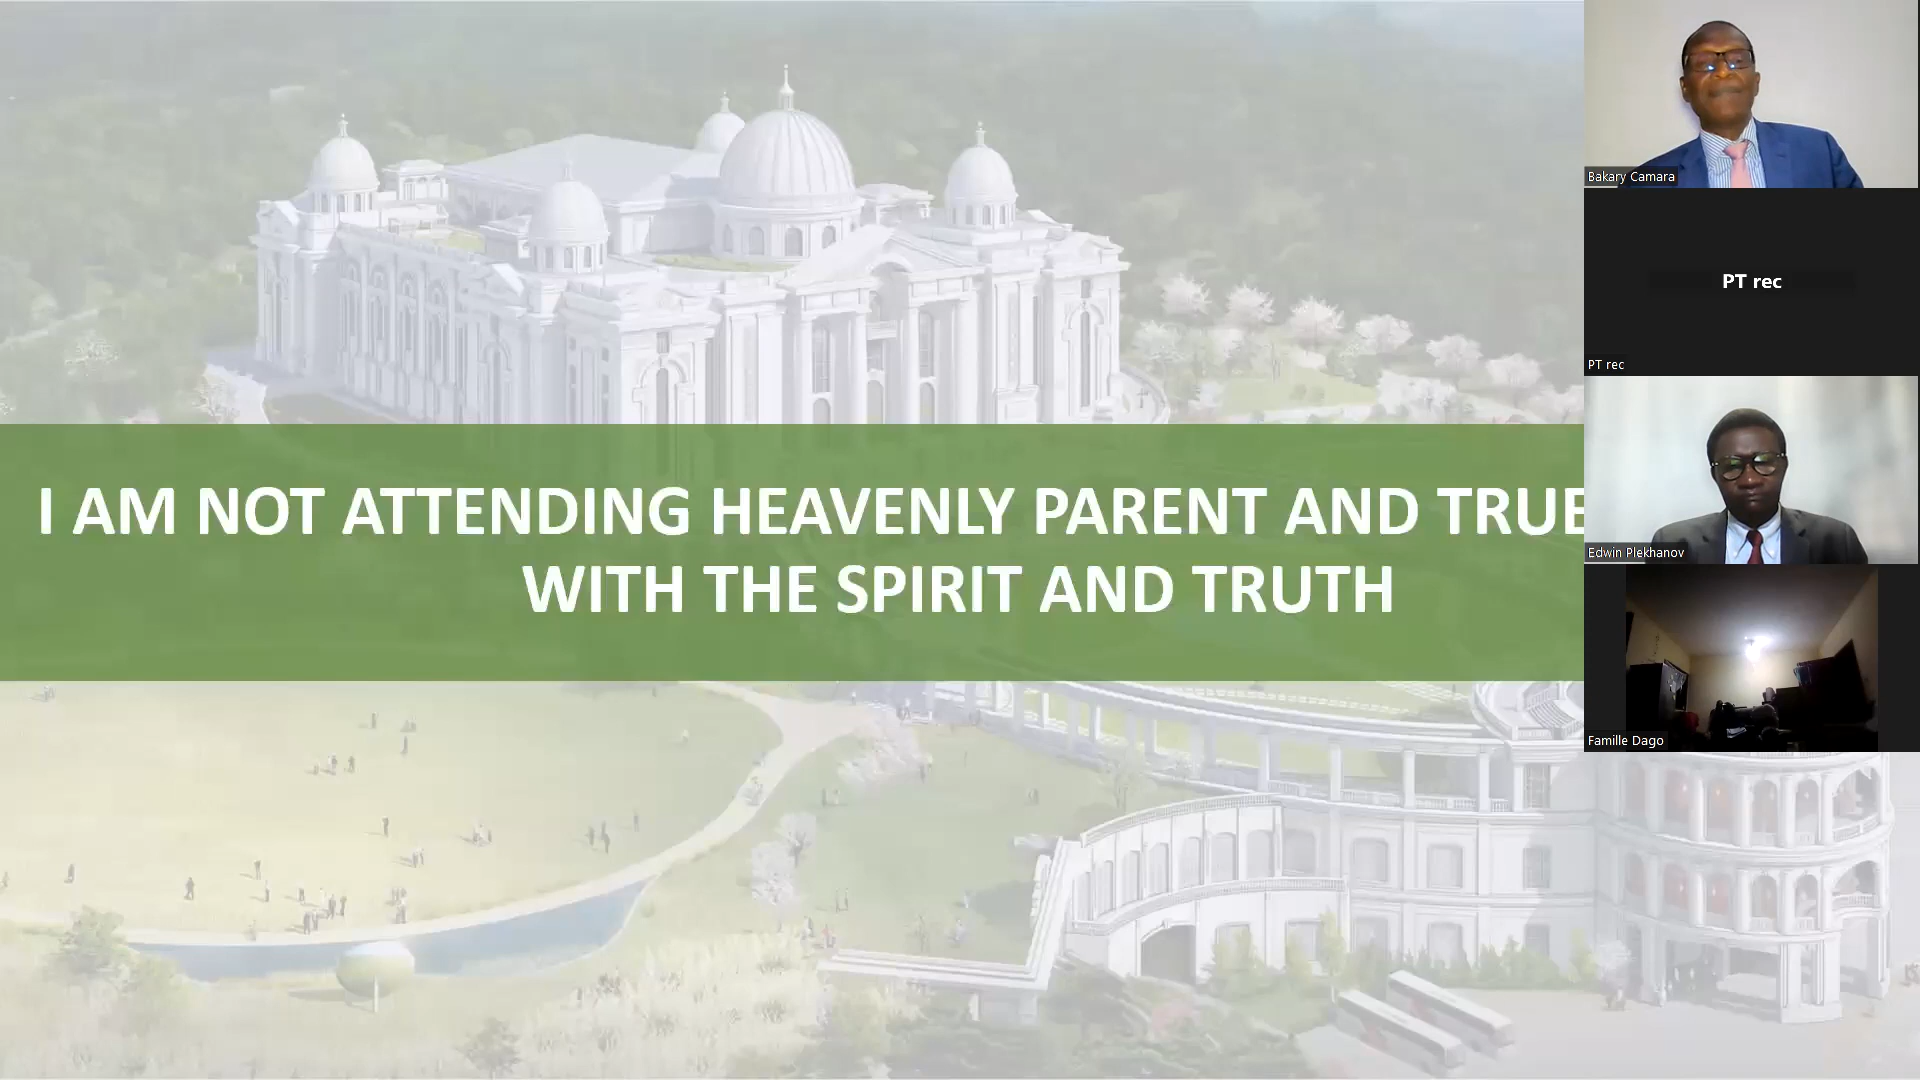 I AM NOT ATTENDING HEAVENLY PARENT AND TRUE
WITH THE SPIRIT AND TRUTH
Bakary Camara
PT rec
PT rec
Edwin Plekhanov
Famille Dago